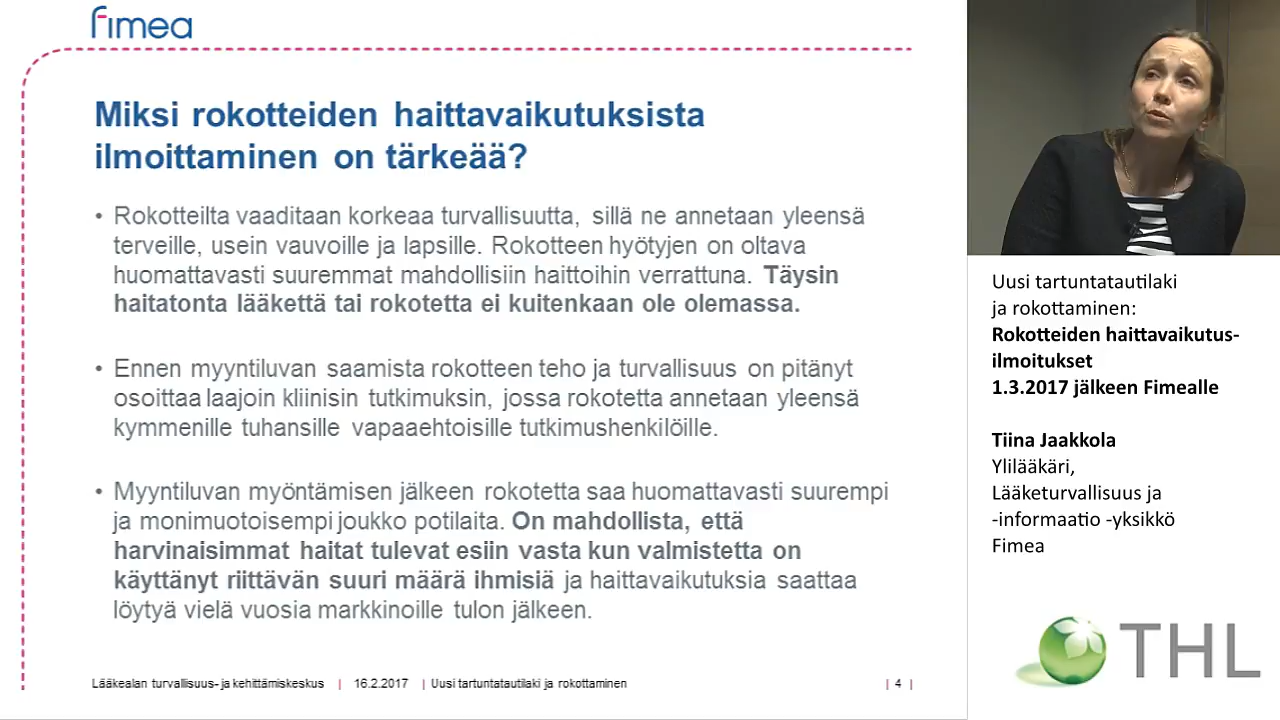 fimea
Miksi rokotteiden haittavaikutuksista
ilmoittaminen on tärkeää?
• Rokotteilta vaaditaan korkeaa turvallisuutta, sillä ne annetaan yleensä
terveille, usein vauvoille ja lapsille. Rokotteen hyötyjen on oltava
huomattavasti suuremmat mahdollisiin haittoihin verrattuna. Täysin
haitatonta lääkettä tai rokotetta ei kuitenkaan ole olemassa.
• Ennen myyntiluvan saamista rokotteen teho ja turvallisuus on pitänyt
osoittaa laajoin kliinisin tutkimuksin, jossa rokotetta annetaan yleensä
kymmenille tuhansille vapaaehtoisille tutkimushenkilöille.
• Myyntiluvan myöntämisen jälkeen rokotetta saa huomattavasti suurempi
ja monimuotoisempi joukko potilaita. On mahdollista, että
harvinaisimmat haitat tulevat esiin vasta kun valmistetta on
käyttänyt riittävän suuri määrä ihmisiä ja haittavaikutuksia saattaa
löytyä vielä vuosia markkinoille tulon jälkeen.
Lääkealan turvallisuus- ja kehittämiskeskus | 16.2.2017 | Uusi tartuntatautilaki ja rokottaminen | 4 |
Uusi tartuntatautilaki
ja rokottaminen:
Rokotteiden haittavaikutus-
ilmoitukset
1.3.2017 jälkeen Fimealle
Tiina Jaakkola
Ylilääkäri,
Lääketurvallisuus ja
-informaatio -yksikkö
Fimea
THL